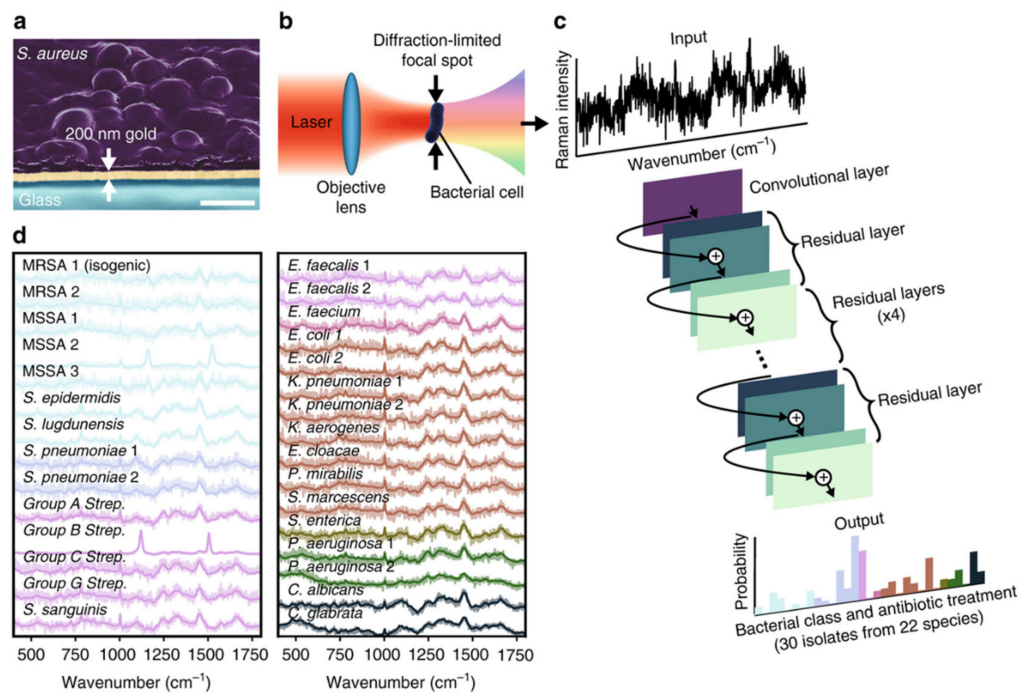 a
S. aureus
200 nm gold
Glass
b
Diffraction-limited
focal spot
Laser
Objective
lens
Bacterial cell
c
Input
Raman intensity
Wavenumber (cm⁻¹)
Convolutional layer
Residual layer
Residual layers
(x4)
Residual layer
Output
Probability
Bacterial class and antibiotic treatment
(30 isolates from 22 species)
d
MRSA 1 (isogenic)
MRSA 2
MSSA 1
MSSA 2
MSSA 3
S. epidermidis
S. lugdunensis
S. pneumoniae 1
S. pneumoniae 2
Group A Strep.
Group B Strep.
Group C Strep.
Group G Strep.
S. sanguinis
500 750 1000 1250 1500 1750
Wavenumber (cm⁻¹)
E. faecalis 1
E. faecalis 2
E. faecium
E. coli 1
E. coli 2
K. pneumoniae 1
K. pneumoniae 2
K. aerogenes
E. cloacae
P. mirabilis
S. marcescens
S. enterica
P. aeruginosa 1
P. aeruginosa 2
C. albicans
C. glabrata
500 750 1000 1250 1500 1750
Wavenumber (cm⁻¹)